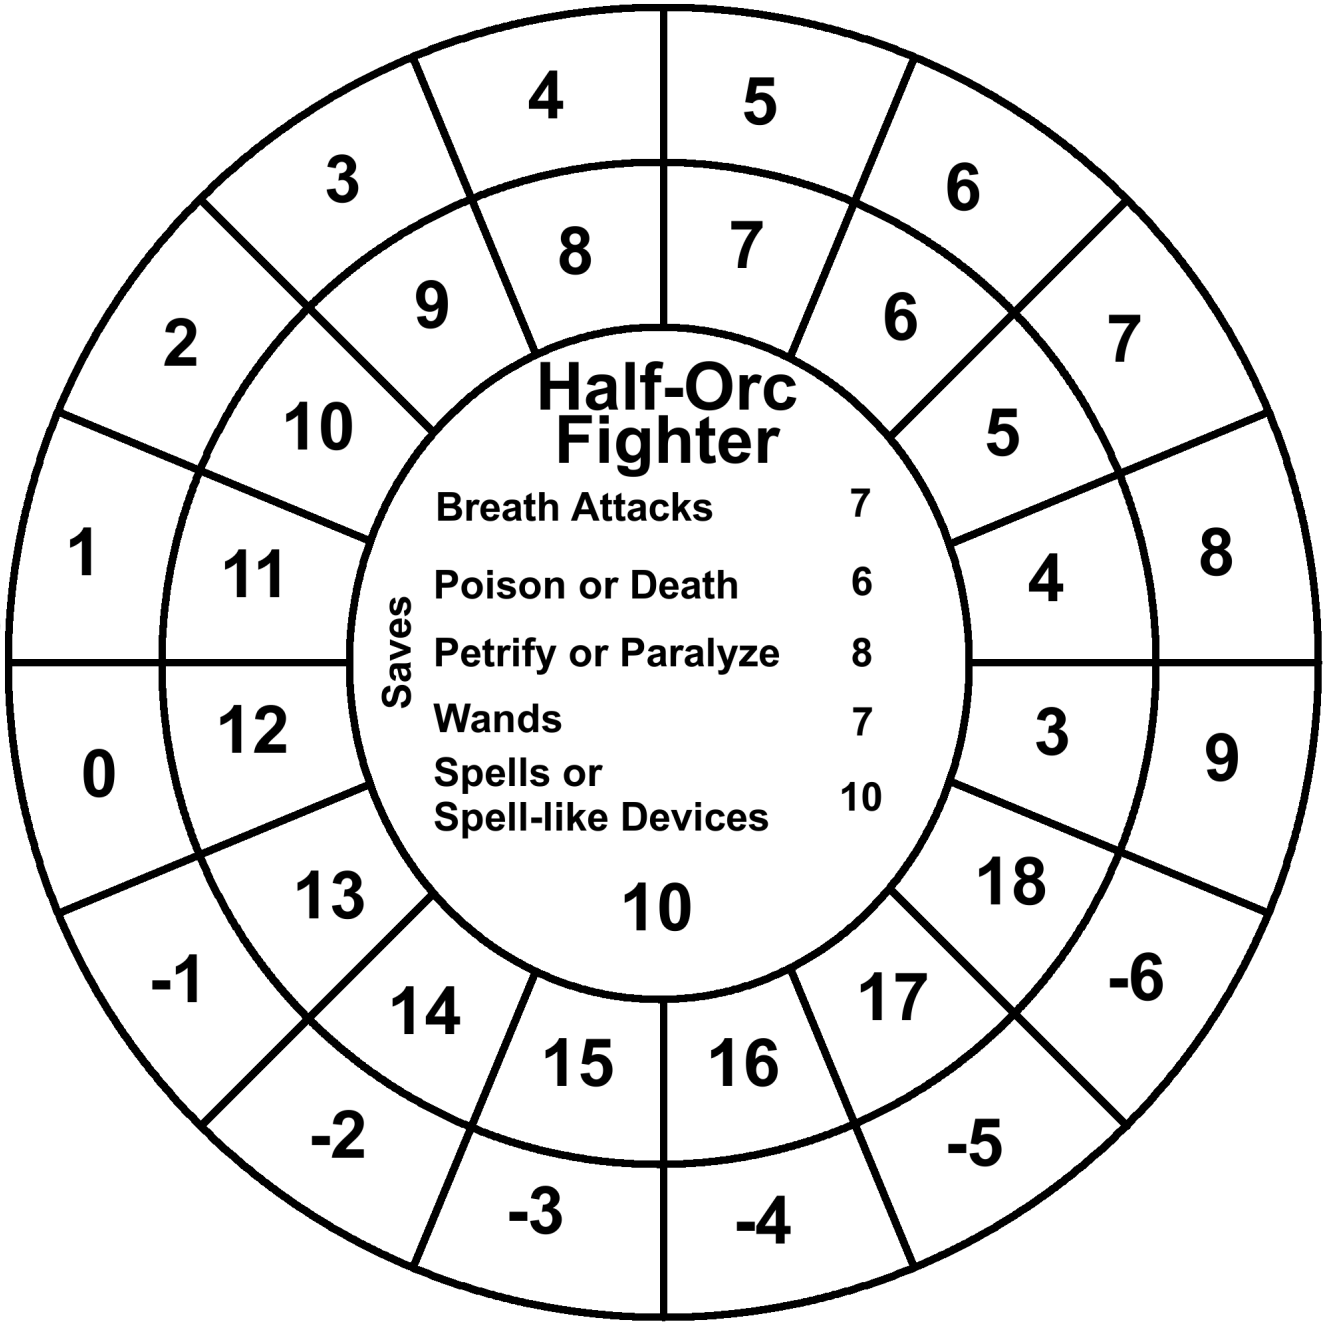 4 5
3 6
8 7
9 6
2 7
10 5
Half-Orc
Fighter
Breath Attacks 7
1 8
11 4
Poison or Death 6
Saves
Petrify or Paralyze 8
Wands 7
12 3
0 9
Spells or
Spell-like Devices 10
13 18
10
-1 -6
14 17
15 16
-2 -5
-3 -4